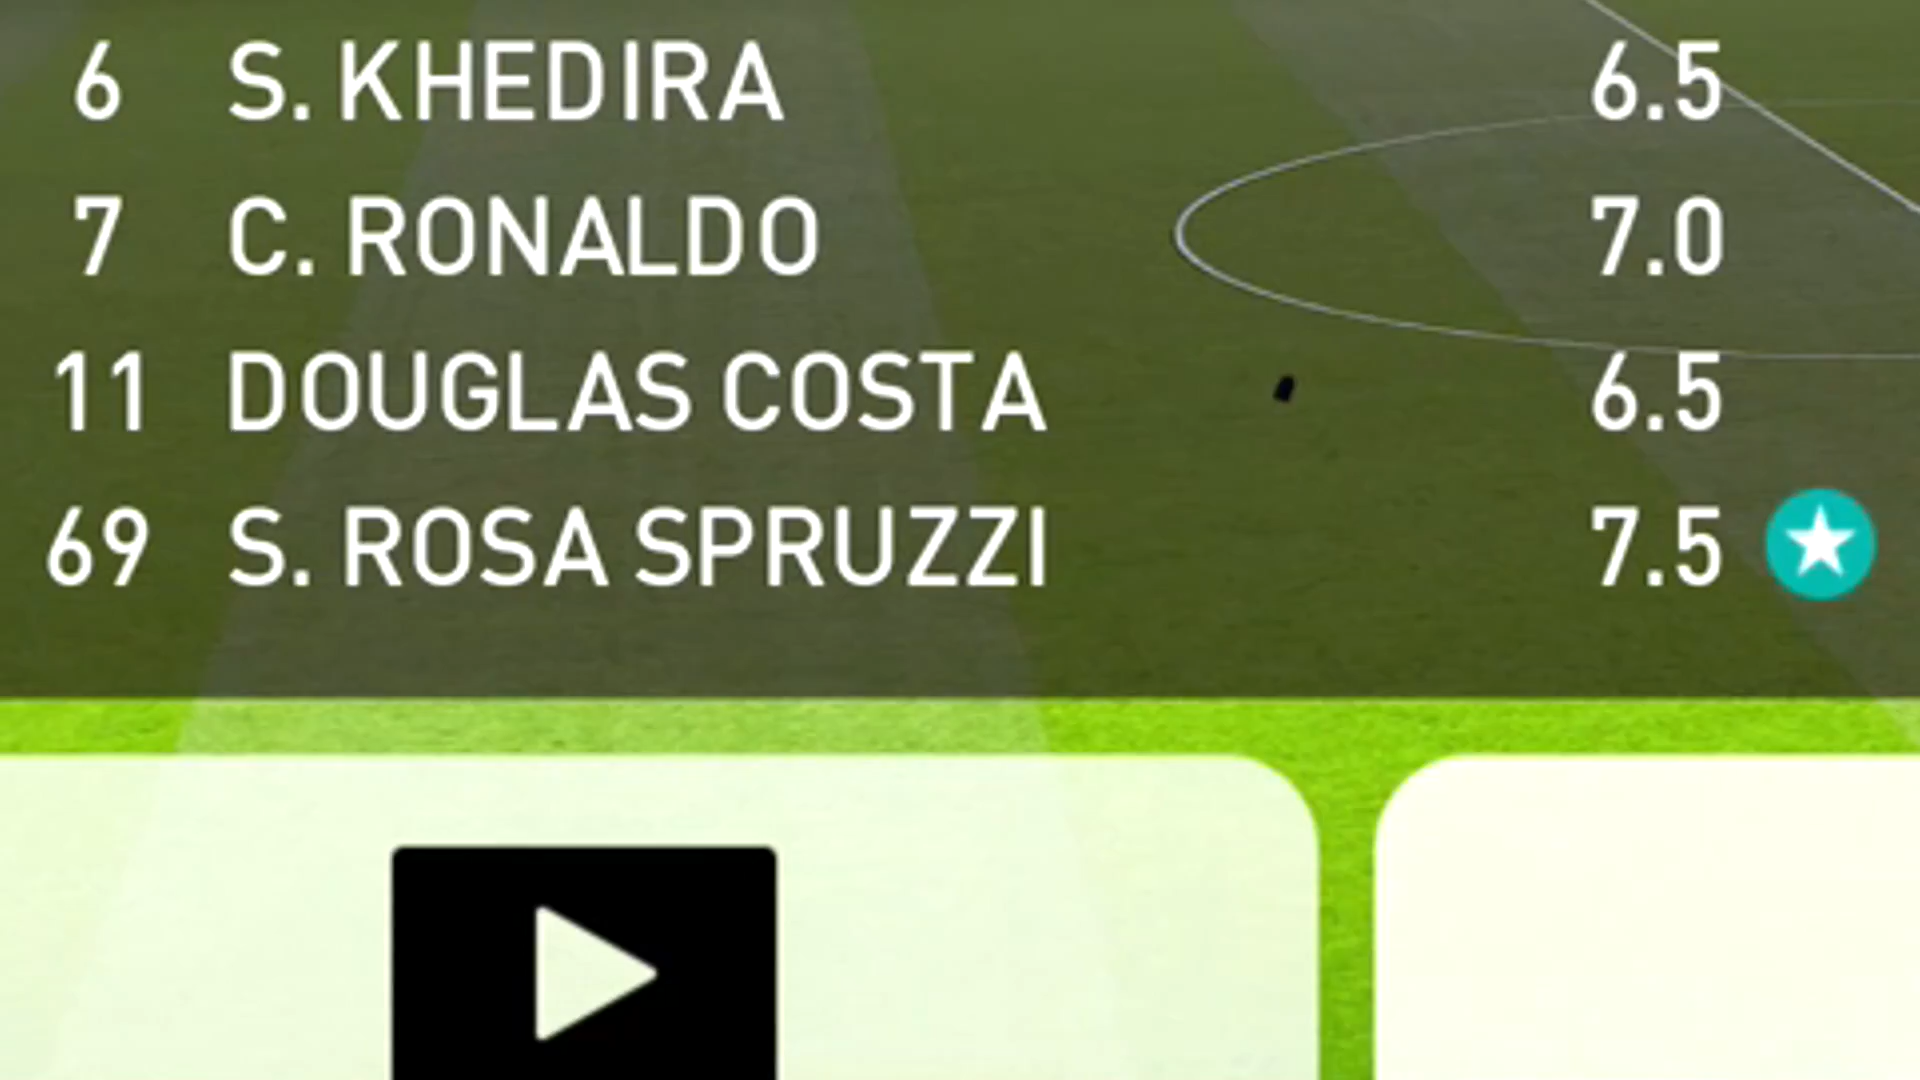 6 S. KHEDIRA 6.5
7 C. RONALDO 7.0
11 DOUGLAS COSTA 6.5
69 S. ROSA SPRUZZI 7.5